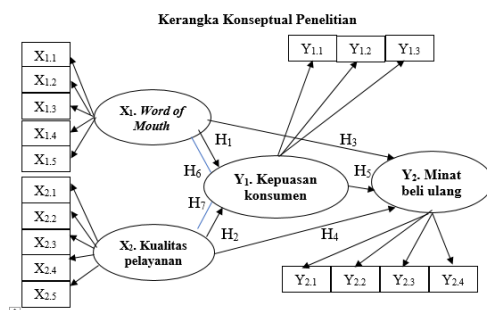 Kerangka Konseptual Penelitian
Y1.1 Y1.2 Y1.3
X1.1
X1.2
X1.3
X1.4
X1.5
X1. Word of
Mouth
H1
H3
H6
Y1. Kepuasan
konsumen
H5
Y2. Minat
beli ulang
H7
X2.1
X2.2
X2.3
X2.4
X2.5
X2. Kualitas
pelayanan
H2
H4
Y2.1 Y2.2 Y2.3 Y2.4